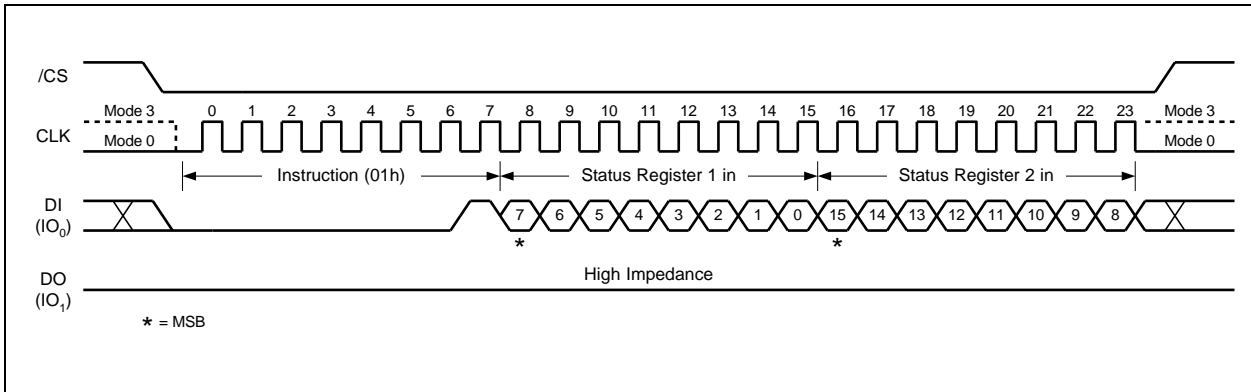 /CS
Mode 3 0 1 2 3 4 5 6 7 8 9 10 11 12 13 14 15 16 17 18 19 20 21 22 23 Mode 3
CLK
Mode 0 Mode 0
Instruction (01h) Status Register 1 in Status Register 2 in
DI
(IO0)
7 6 5 4 3 2 1 0 15 14 13 12 11 10 9 8
* *
High Impedance
DO
(IO1)
* = MSB